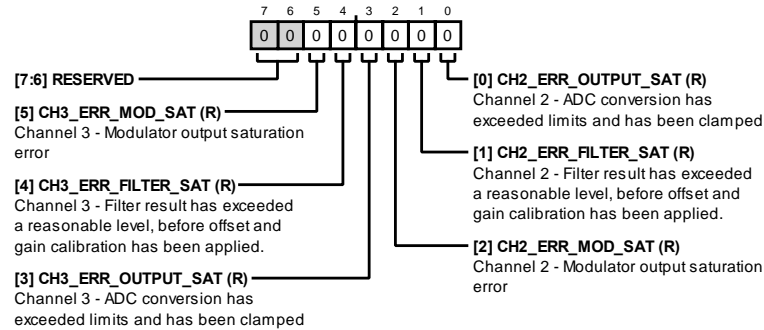 7 6 5 4 3 2 1 0
0 0 0 0 0 0 0 0
[7:6] RESERVED
[5] CH3_ERR_MOD_SAT (R)
Channel 3 - Modulator output saturation
error
[4] CH3_ERR_FILTER_SAT (R)
Channel 3 - Filter result has exceeded
a reasonable level, before offset and
gain calibration has been applied.
[3] CH3_ERR_OUTPUT_SAT (R)
Channel 3 - ADC conversion has
exceeded limits and has been clamped
[0] CH2_ERR_OUTPUT_SAT (R)
Channel 2 - ADC conversion has
exceeded limits and has been clamped
[1] CH2_ERR_FILTER_SAT (R)
Channel 2 - Filter result has exceeded
a reasonable level, before offset and
gain calibration has been applied.
[2] CH2_ERR_MOD_SAT (R)
Channel 2 - Modulator output saturation
error